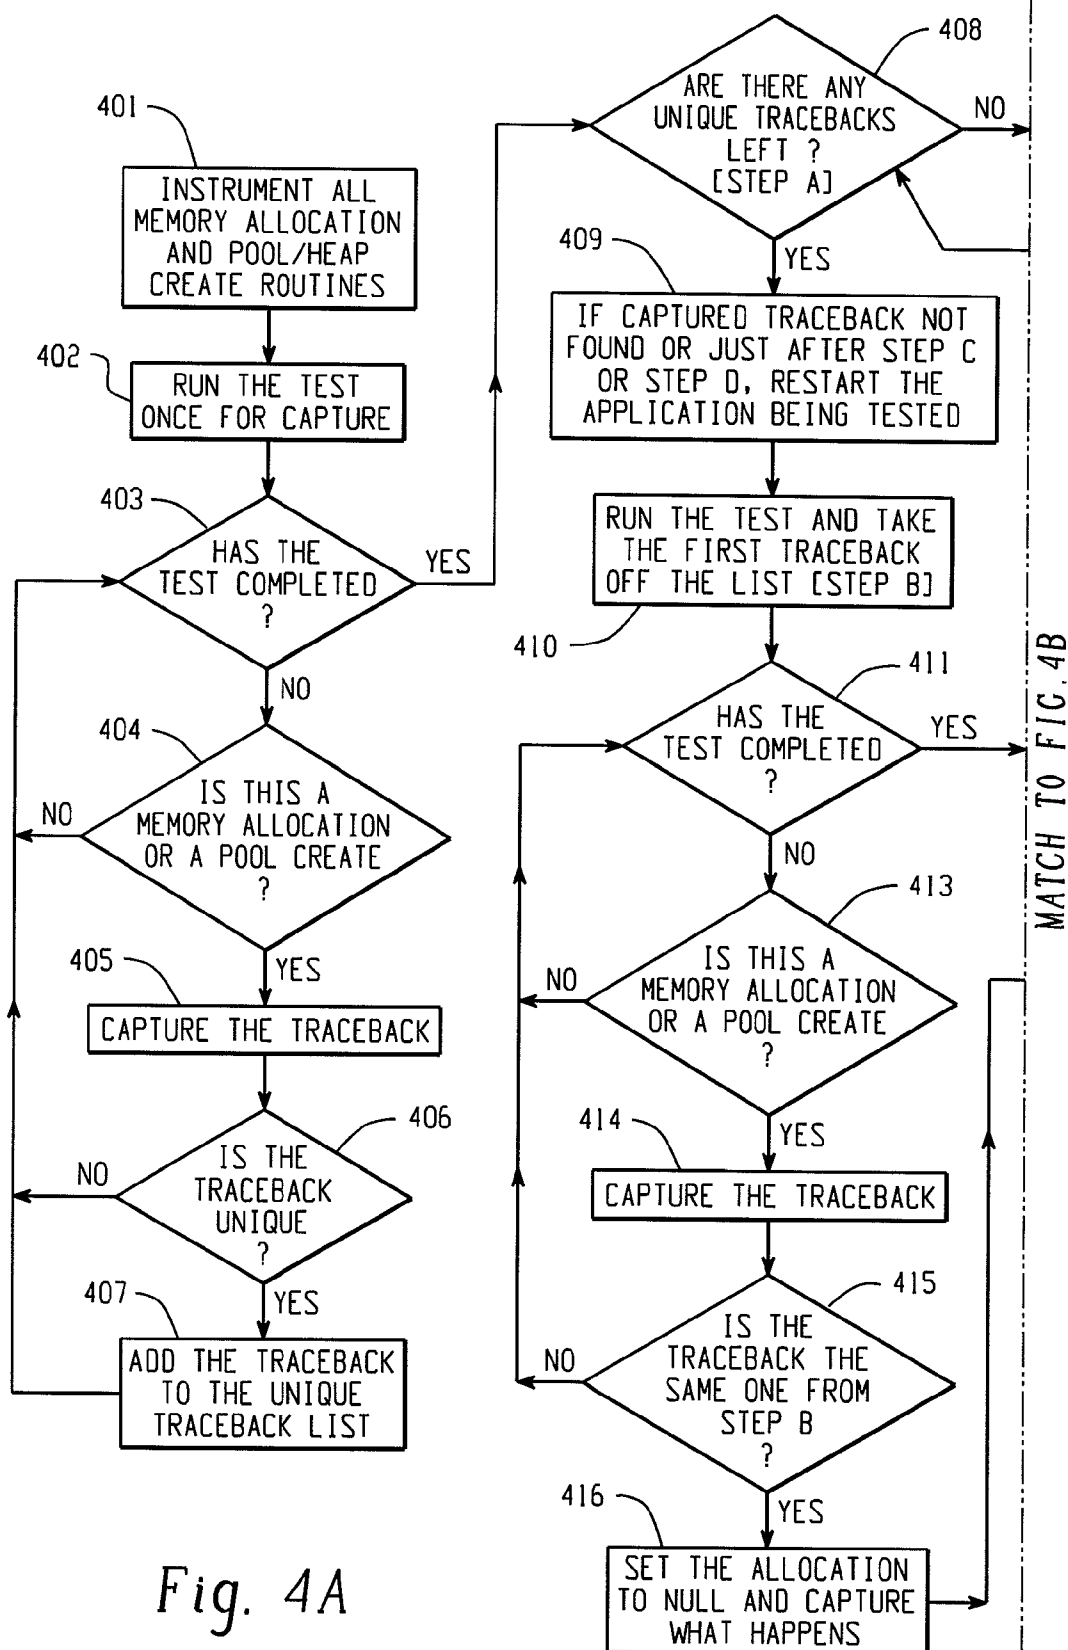 401
INSTRUMENT ALL
MEMORY ALLOCATION
AND POOL/HEAP
CREATE ROUTINES
402
RUN THE TEST
ONCE FOR CAPTURE
403
HAS THE
TEST COMPLETED
?
YES
NO
404
IS THIS A
MEMORY ALLOCATION
OR A POOL CREATE
?
NO
YES
405
CAPTURE THE TRACEBACK
406
IS THE
TRACEBACK
UNIQUE
?
NO
YES
407
ADD THE TRACEBACK
TO THE UNIQUE
TRACEBACK LIST
408
ARE THERE ANY
UNIQUE TRACEBACKS
LEFT ?
[STEP A]
NO
YES
409
IF CAPTURED TRACEBACK NOT
FOUND OR JUST AFTER STEP C
OR STEP D, RESTART THE
APPLICATION BEING TESTED
RUN THE TEST AND TAKE
THE FIRST TRACEBACK
OFF THE LIST [STEP B]
410
411
HAS THE
TEST COMPLETED
?
YES
NO
413
IS THIS A
MEMORY ALLOCATION
OR A POOL CREATE
?
NO
YES
414
CAPTURE THE TRACEBACK
415
IS THE
TRACEBACK THE
SAME ONE FROM
STEP B
?
NO
YES
416
SET THE ALLOCATION
TO NULL AND CAPTURE
WHAT HAPPENS
MATCH TO FIG. 4B
Fig. 4A